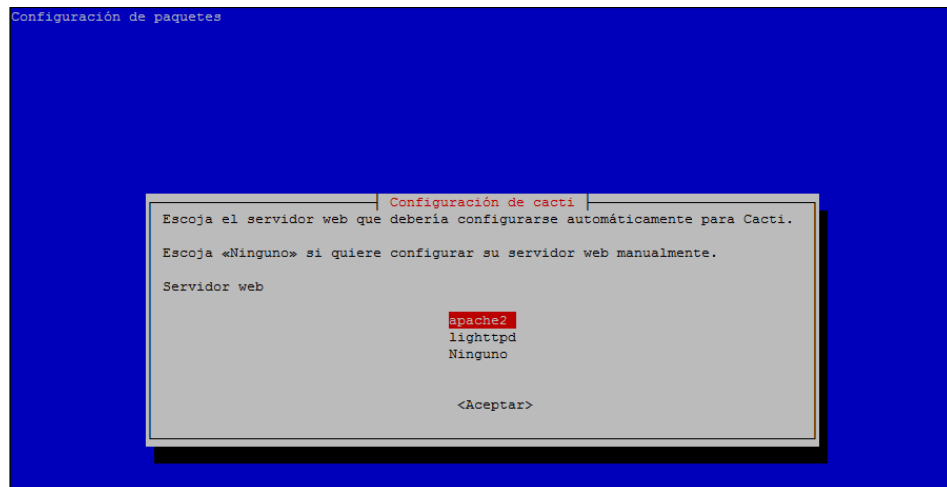 Configuración de paquetes
Configuración de cacti
Escoja el servidor web que debería configurarse automáticamente para Cacti.
Escoja «Ninguno» si quiere configurar su servidor web manualmente.
Servidor web
apache2
lighttpd
Ninguno
<Aceptar>